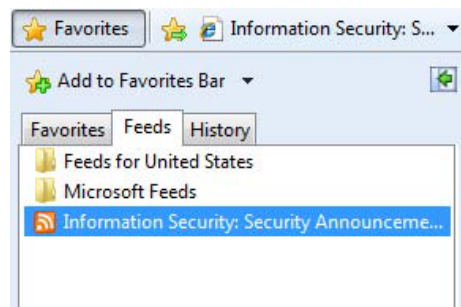 Favorites Information Security: S...
Add to Favorites Bar
Favorites Feeds History
Feeds for United States
Microsoft Feeds
Information Security: Security Announceme...